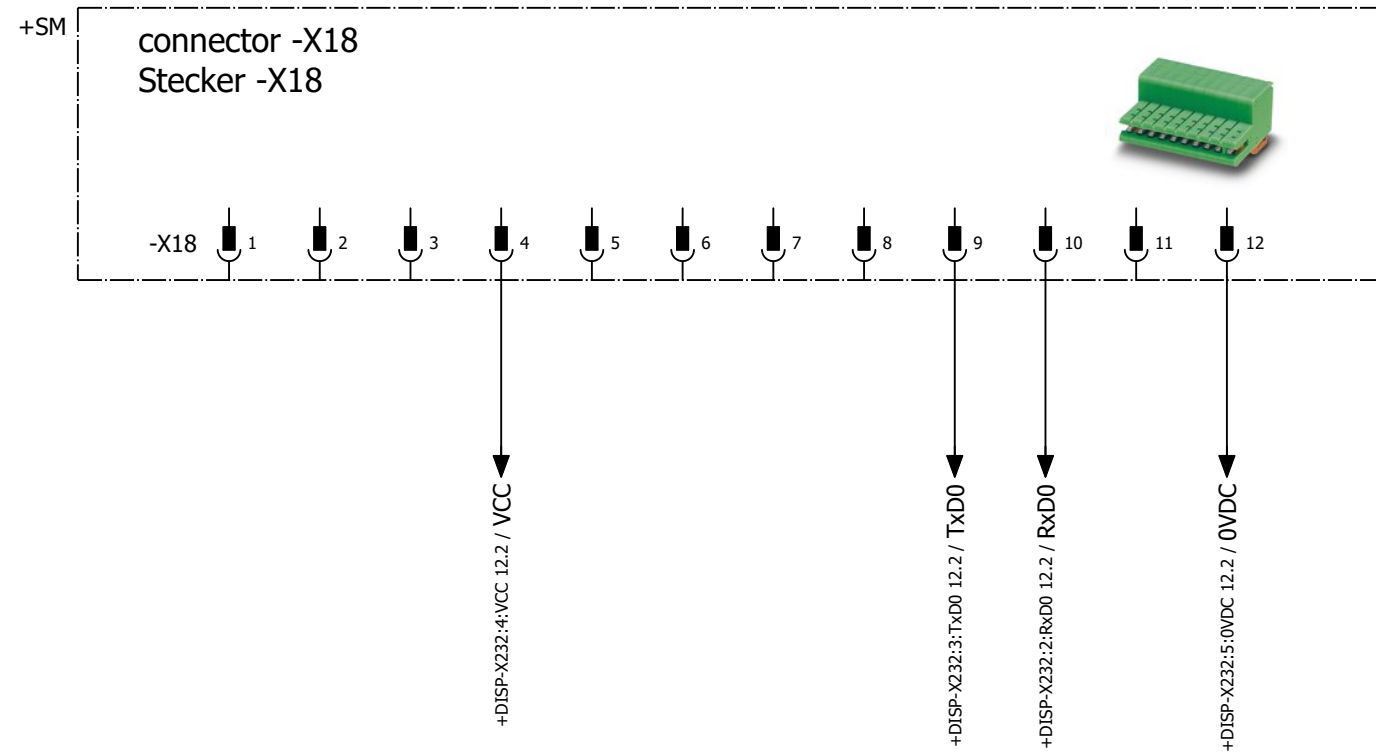 +SM
connector -X18
Stecker -X18
-X18 1 2 3 4 5 6 7 8 9 10 11 12
+DISP-X232:4:VCC 12.2 / VCC
+DISP-X232:3:TxD0 12.2 / TxD0
+DISP-X232:2:RxD0 12.2 / RxD0
+DISP-X232:5:0VDC 12.2 / 0VDC